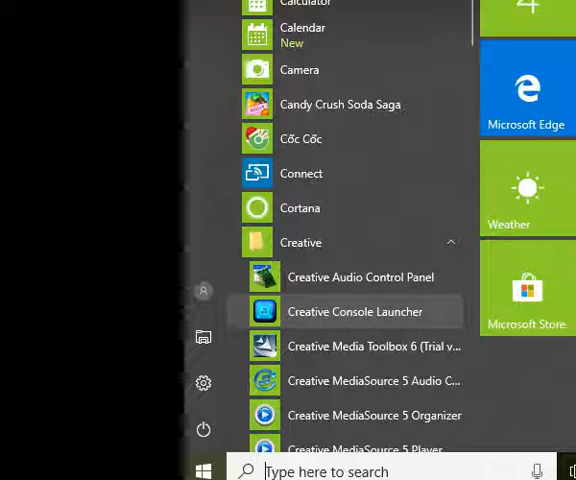 Calculator
Calendar
New
Camera
Candy Crush Soda Saga
Cốc Cốc
Connect
Cortana
Creative
Creative Audio Control Panel
Creative Console Launcher
Creative Media Toolbox 6 (Trial v...
Creative MediaSource 5 Audio C...
Creative MediaSource 5 Organizer
Creative MediaSource 5 Player
Type here to search
4
Microsoft Edge
Weather
Microsoft Store